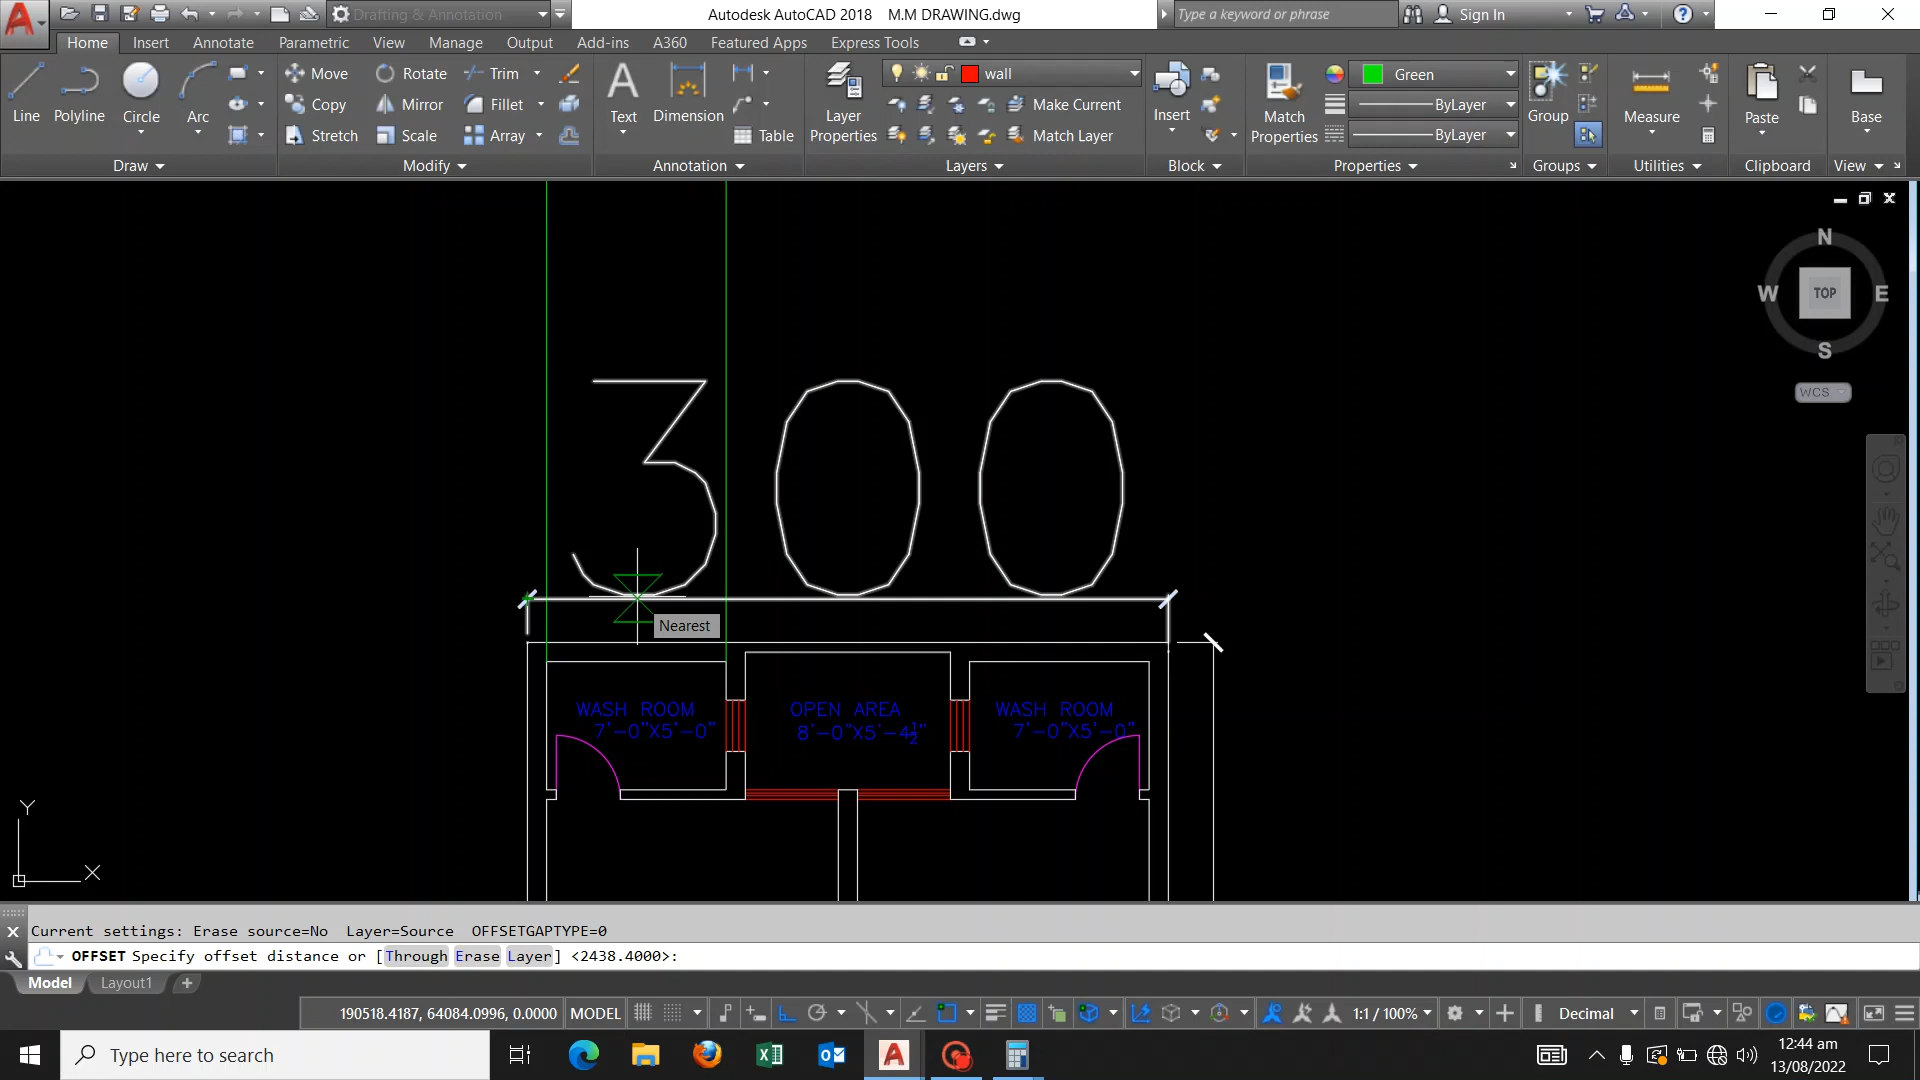 Drafting & Annotation
Autodesk AutoCAD 2018 M.M DRAWING.dwg
Type a keyword or phrase
Sign In
Home Insert Annotate Parametric View Manage Output Add-ins A360 Featured Apps Express Tools
Line Polyline Circle Arc
Move Rotate Trim
Copy Mirror Fillet
Stretch Scale Array
Text Dimension
Table
Layer Properties
wall
Make Current
Match Layer
Insert
Match Properties
Green
ByLayer
ByLayer
Group
Measure
Paste
Base
Draw Modify Annotation Layers Block Properties Groups Utilities Clipboard View
N
W TOP E
S
WCS
300
Nearest
WASH ROOM
7'-0"X5'-0"
OPEN AREA
8'-0"X5'-4½"
WASH ROOM
7'-0"X5'-0"
Y
X
Current settings: Erase source=No Layer=Source OFFSETGAPTYPE=0
OFFSET Specify offset distance or [Through Erase Layer] <2438.4000>:
Model Layout1 +
190518.4187, 64084.0996, 0.0000 MODEL 1:1 / 100% Decimal
Type here to search
12:44 am
13/08/2022